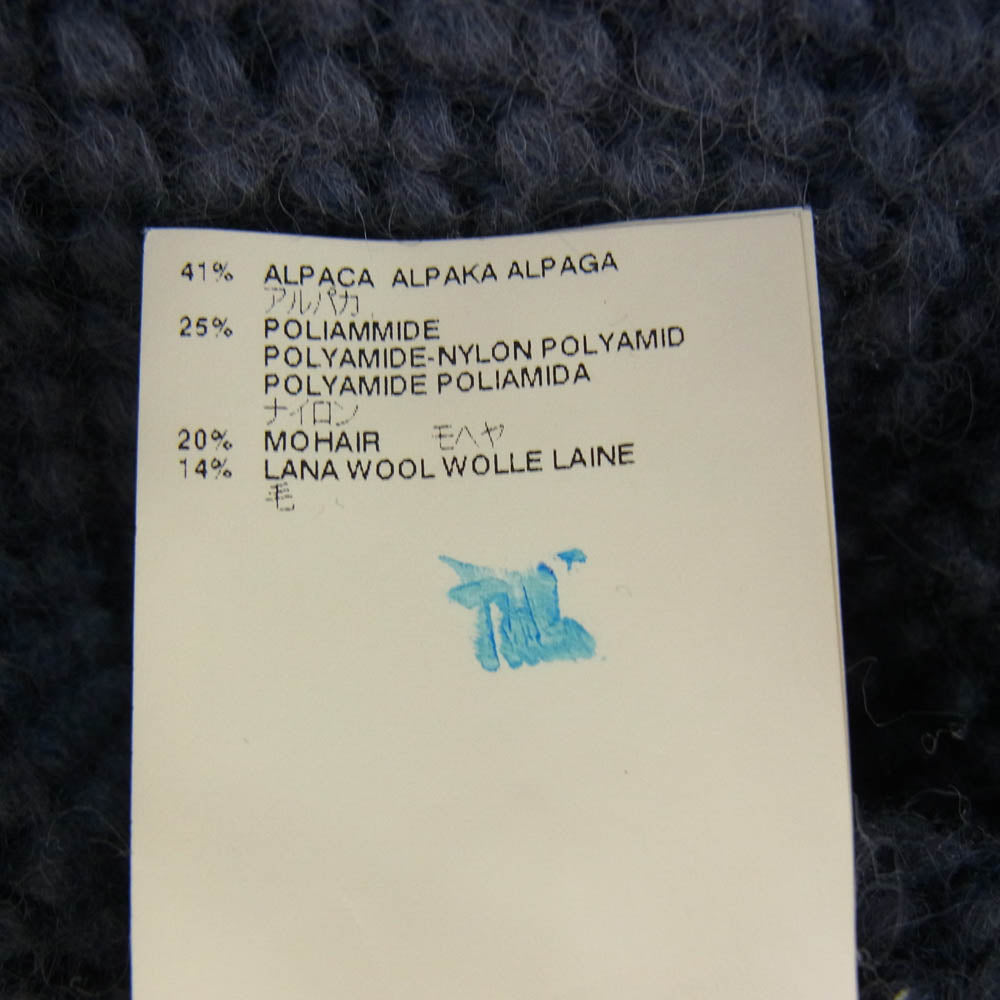 41% ALPACA ALPAKA ALPAGA
アルパカ
25% POLIAMMIDE
POLYAMIDE-NYLON POLYAMID
POLYAMIDE POLIAMIDA
ナイロン
20% MOHAIR モヘヤ
14% LANA WOOL WOLLE LAINE
毛